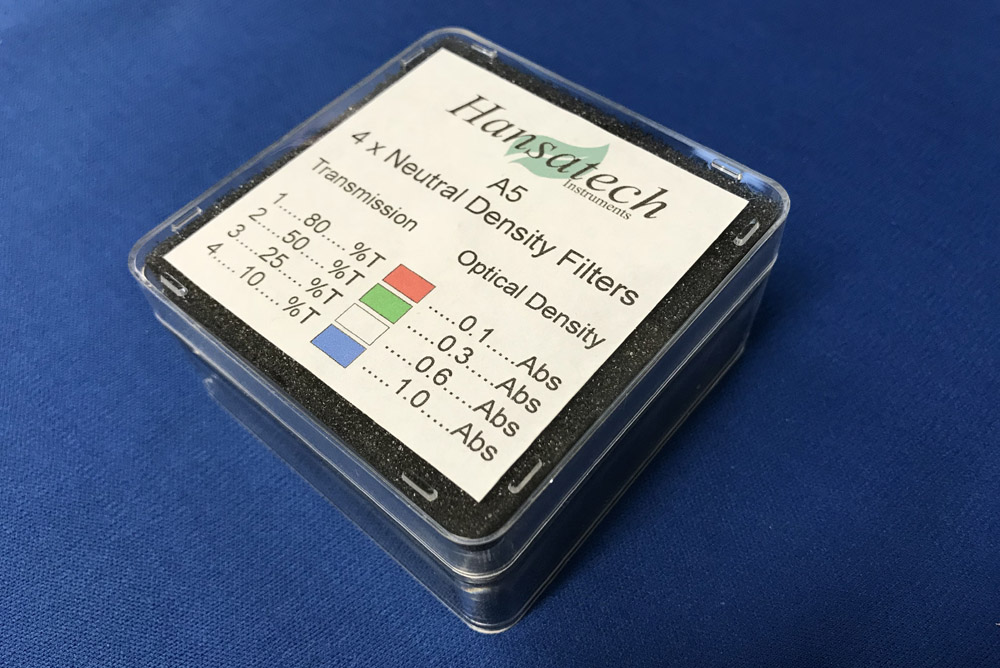 Hansatech
Instruments
A5
4 x Neutral Density Filters
Transmission Optical Density
1.....80.... %T .....0.1.....Abs
2.....50.... %T .....0.3.....Abs
3.....25.... %T .....0.6.....Abs
4.....10.... %T ..... 1.0.....Abs